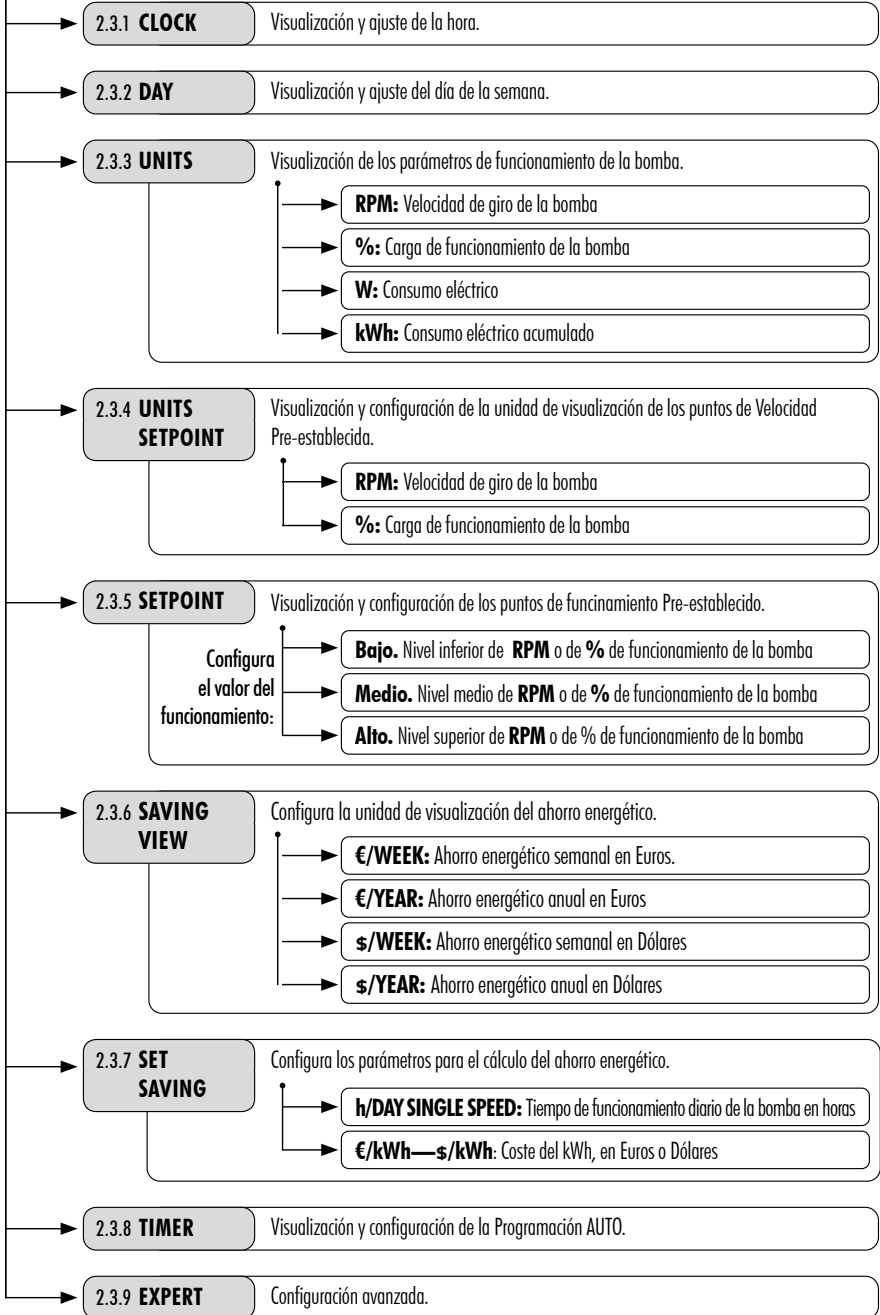 2.3.1 CLOCK Visualización y ajuste de la hora.
2.3.2 DAY Visualización y ajuste del día de la semana.
2.3.3 UNITS Visualización de los parámetros de funcionamiento de la bomba.
RPM: Velocidad de giro de la bomba
%: Carga de funcionamiento de la bomba
W: Consumo eléctrico
kWh: Consumo eléctrico acumulado
2.3.4 UNITS
SETPOINT
Visualización y configuración de la unidad de visualización de los puntos de Velocidad
Pre-establecida.
RPM: Velocidad de giro de la bomba
%: Carga de funcionamiento de la bomba
2.3.5 SETPOINT Visualización y configuración de los puntos de funcinamiento Pre-establecido.
Configura
el valor del
funcionamiento:
Bajo. Nivel inferior de RPM o de % de funcionamiento de la bomba
Medio. Nivel medio de RPM o de % de funcionamiento de la bomba
Alto. Nivel superior de RPM o de % de funcionamiento de la bomba
2.3.6 SAVING
VIEW
Configura la unidad de visualización del ahorro energético.
€/WEEK: Ahorro energético semanal en Euros.
€/YEAR: Ahorro energético anual en Euros
$/WEEK: Ahorro energético semanal en Dólares
$/YEAR: Ahorro energético anual en Dólares
2.3.7 SET
SAVING
Configura los parámetros para el cálculo del ahorro energético.
h/DAY SINGLE SPEED: Tiempo de funcionamiento diario de la bomba en horas
€/kWh—$/kWh: Coste del kWh, en Euros o Dólares
2.3.8 TIMER Visualización y configuración de la Programación AUTO.
2.3.9 EXPERT Configuración avanzada.